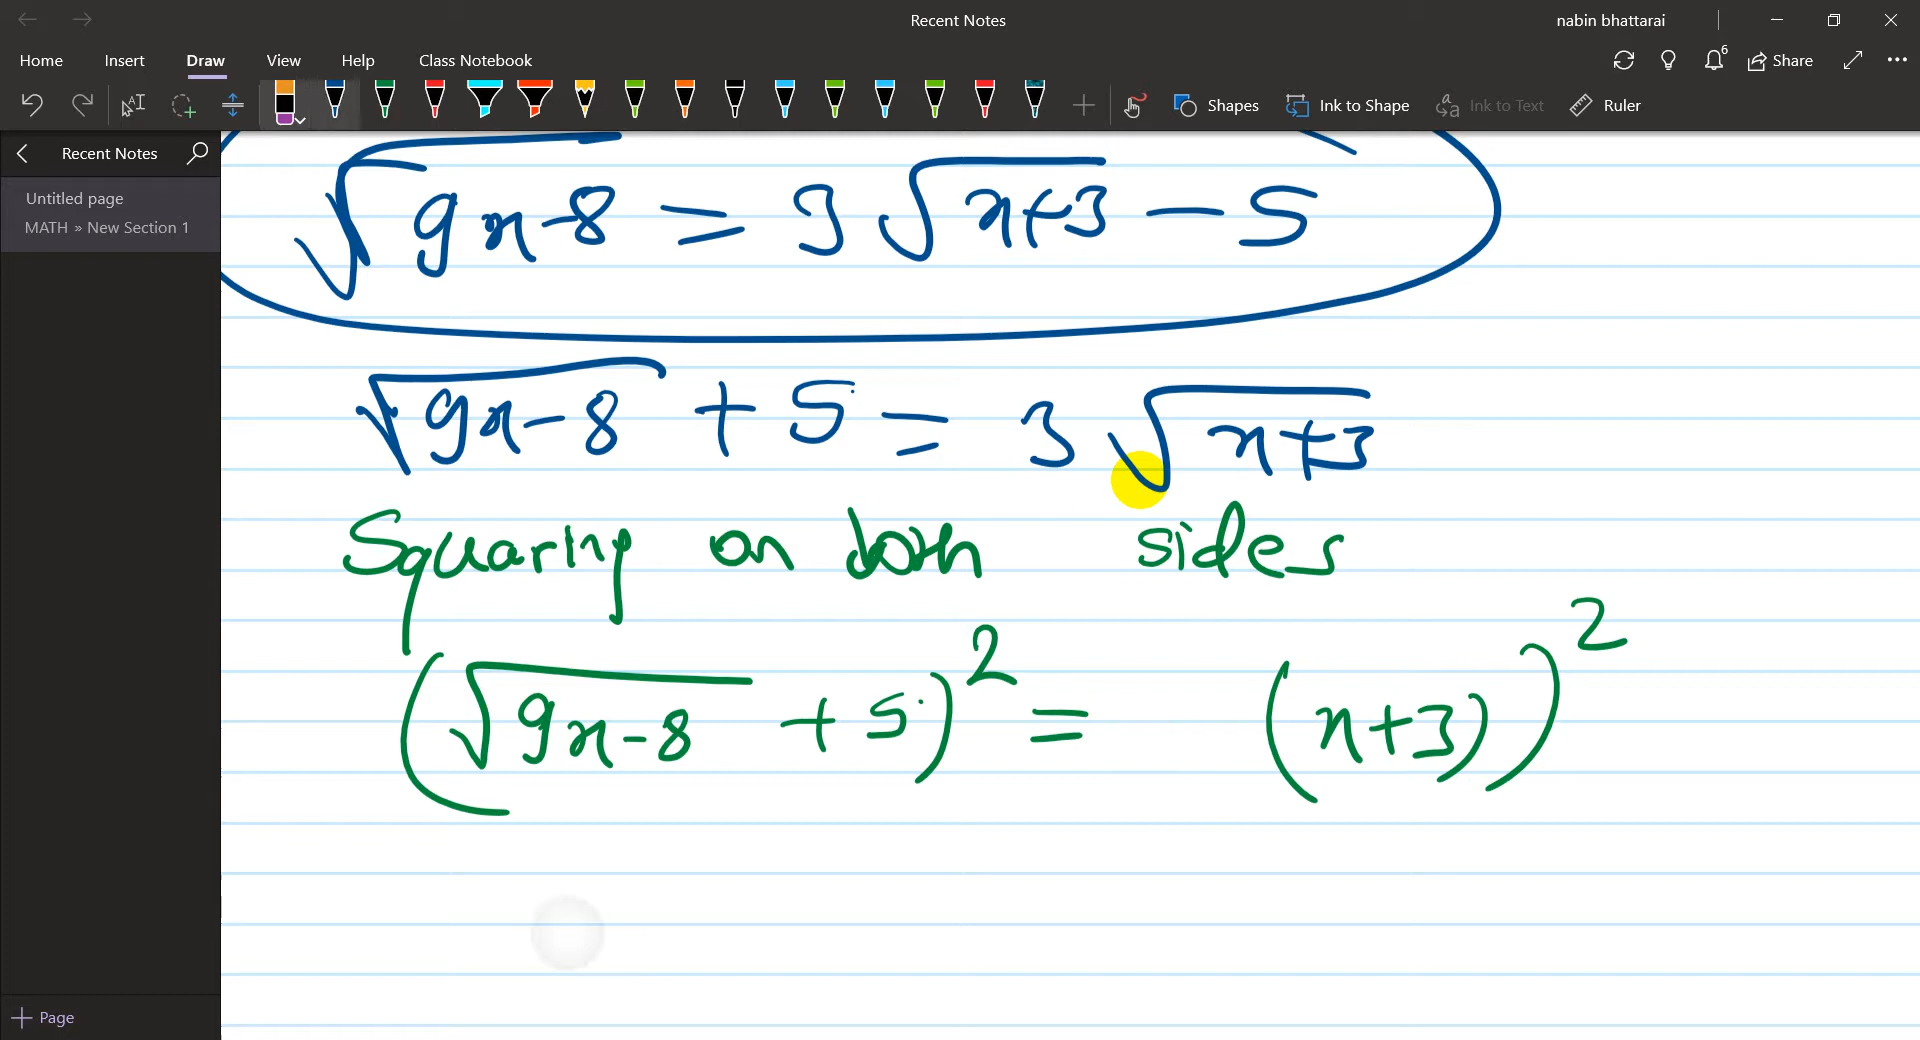 Recent Notes
nabin bhattarai
Home Insert Draw View Help Class Notebook
6
Share
Shapes Ink to Shape Ink to Text Ruler
Recent Notes
Untitled page
MATH » New Section 1
√9x-8 = 3√x+3 - 5
√9x-8 + 5 = 3√x+3
Squaring on both sides
(√9x-8 + 5)² = (x+3))²
Page